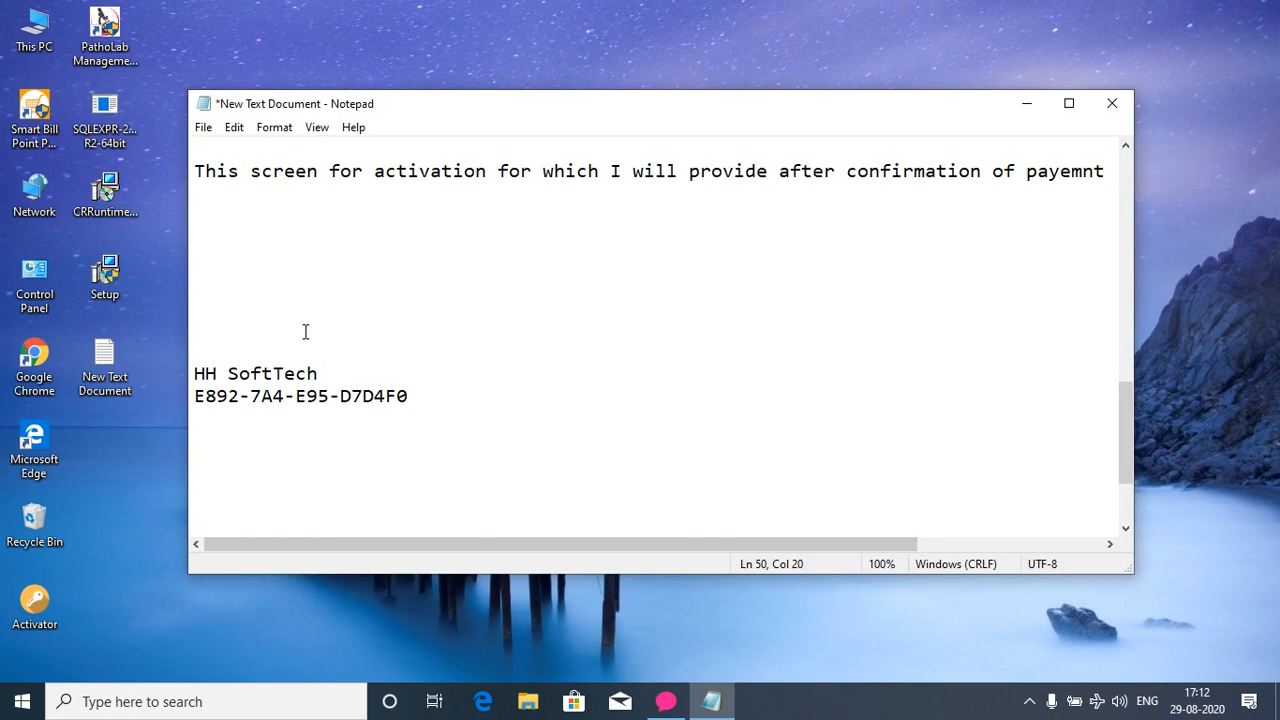 This PC
PathoLab
Manageme...
Smart Bill
Point P...
SQLEXPR-2...
R2-64bit
Network
CRRuntime...
Control
Panel
Setup
Google
Chrome
New Text
Document
Microsoft
Edge
Recycle Bin
Activator
*New Text Document - Notepad
File Edit Format View Help
This screen for activation for which I will provide after confirmation of payemnt
HH SoftTech
E892-7A4-E95-D7D4F0
Ln 50, Col 20 100% Windows (CRLF) UTF-8
Type here to search
ENG
17:12
29-08-2020